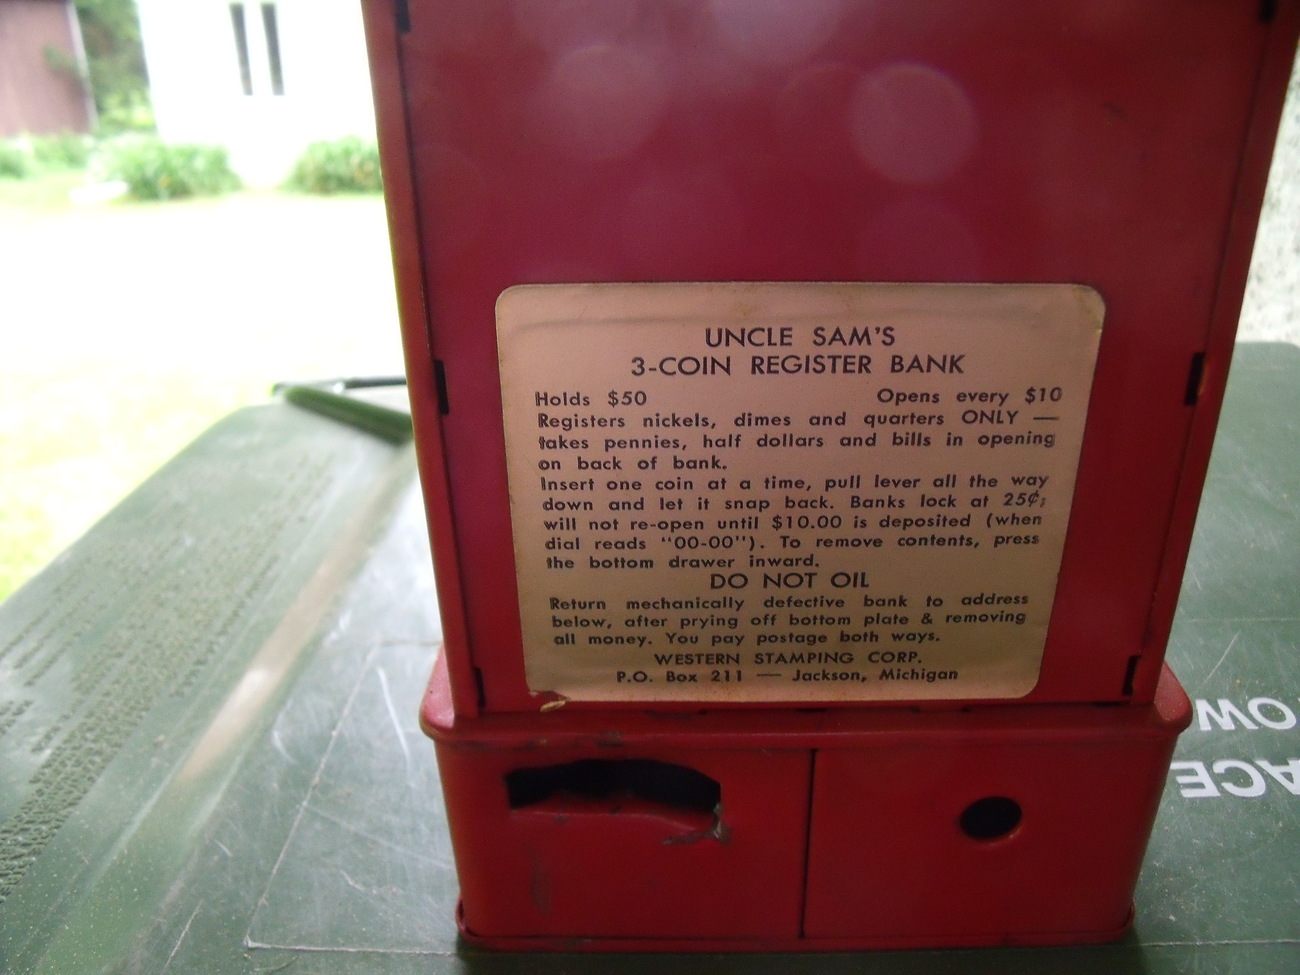 UNCLE SAM'S
3-COIN REGISTER BANK
Holds $50 Opens every $10
Registers nickels, dimes and quarters ONLY —
takes pennies, half dollars and bills in opening
on back of bank.
Insert one coin at a time, pull lever all the way
down and let it snap back. Banks lock at 25¢;
will not re-open until $10.00 is deposited (when
dial reads "00-00"). To remove contents, press
the bottom drawer inward.
DO NOT OIL
Return mechanically defective bank to address
below, after prying off bottom plate & removing
all money. You pay postage both ways.
WESTERN STAMPING CORP.
P.O. Box 211 — Jackson, Michigan